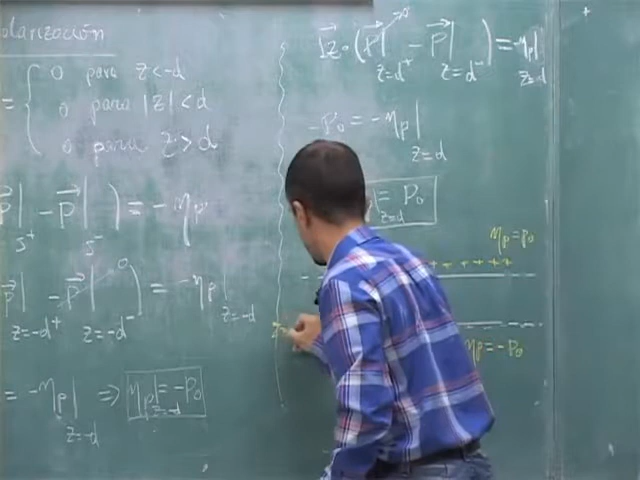 olarización
= { 0 para z < -d
0 para |z| < d
0 para z > d
P⃗| - P⃗| ) = - ηp
s⁺ s⁻
P⃗| - P⃗|⁰ ) = - ηp|
z=-d⁺ z=-d⁻ z=-d
= - ηp| ⇒ ηp| = -P₀
z=-d z=-d
1z · ( P⃗| - P⃗| ) = -ηp|
z=d⁺ z=d⁻ z=d
-P₀ = -ηp|
z=d
| = P₀
z=d
ηp = P₀
+ + + + + +
ηp = -P₀